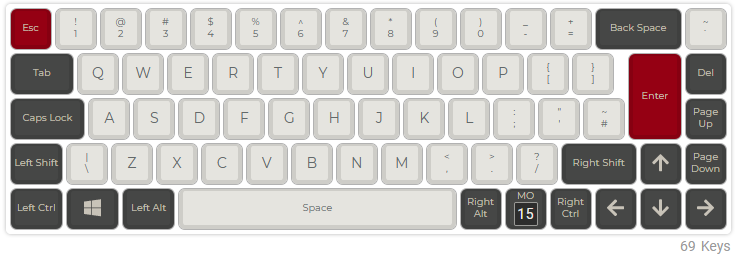 Esc ! @ # $ % ^ & * ( ) _ + Back Space ~
1 2 3 4 5 6 7 8 9 0 - = `
Tab Q W E R T Y U I O P { } Del
[ ]
Enter
Caps Lock A S D F G H J K L : " ~ Page Up
; ' #
Left Shift | Z X C V B N M < > ? Right Shift Page Down
\ , . /
Left Ctrl Left Alt Space Right Alt MO 15 Right Ctrl
69 Keys